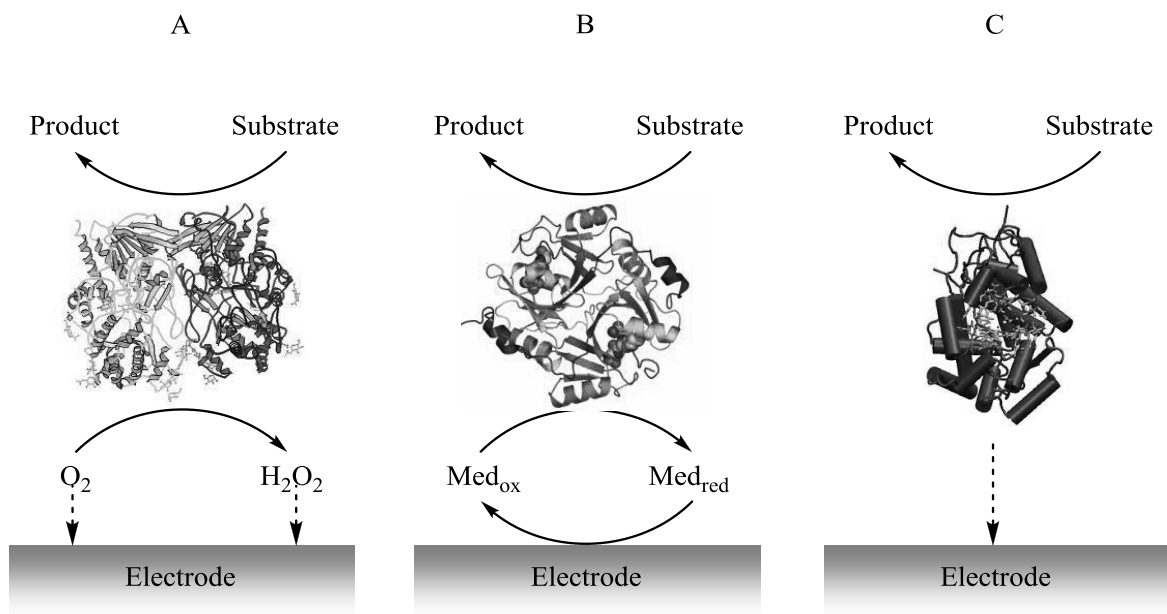 A B C
Product Substrate Product Substrate Product Substrate
O₂ H₂O₂ Medox Medred
Electrode Electrode Electrode